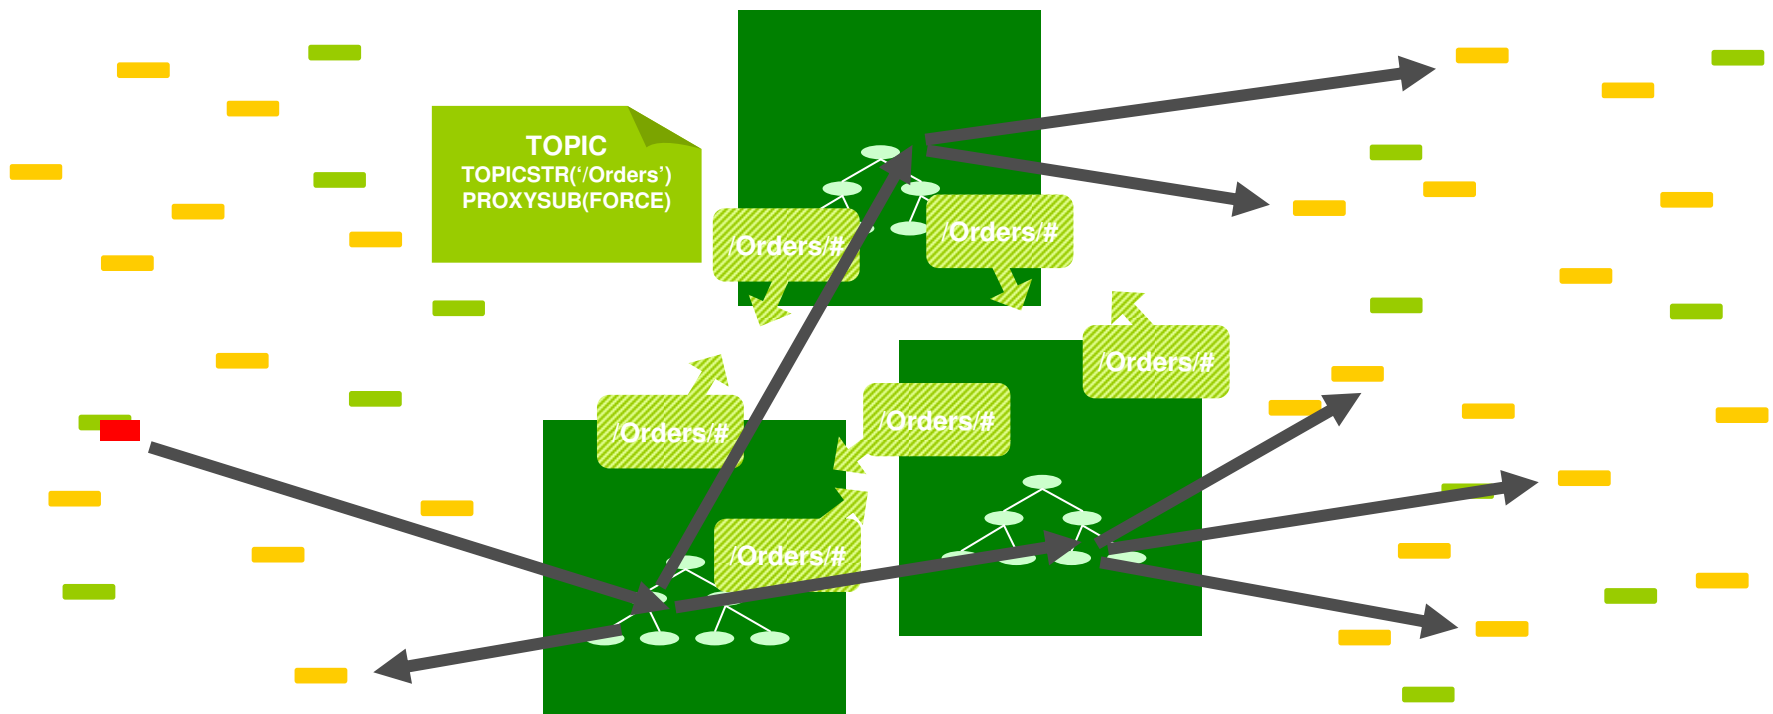 TOPIC
TOPICSTR(‘/Orders’)
PROXYSUB(FORCE)
/Orders/#
/Orders/#
/Orders/#
/Orders/#
/Orders/#
/Orders/#